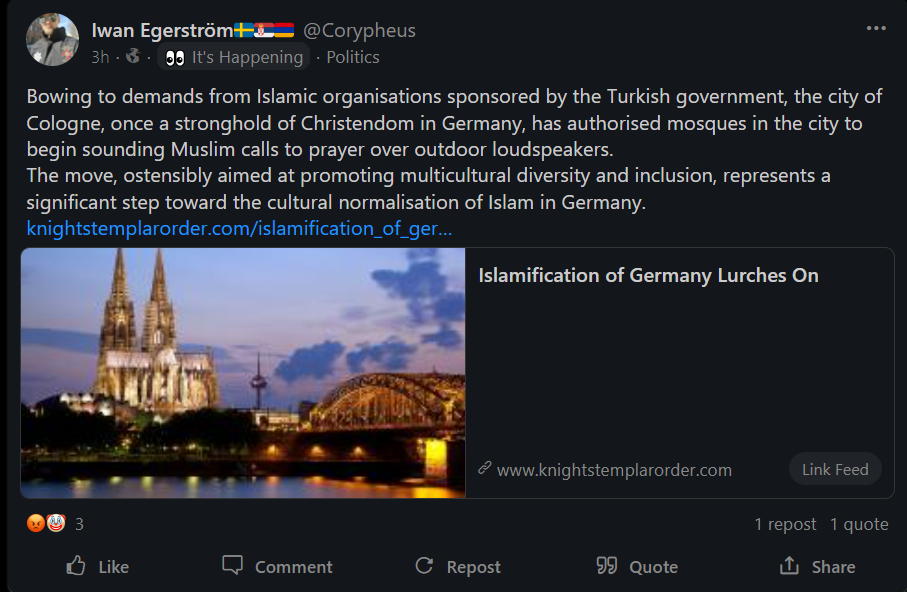 Iwan Egerström🇸🇪🇷🇸🇦🇲 @Corypheus
3h · 🌎 · 👀 It's Happening · Politics
Bowing to demands from Islamic organisations sponsored by the Turkish government, the city of
Cologne, once a stronghold of Christendom in Germany, has authorised mosques in the city to
begin sounding Muslim calls to prayer over outdoor loudspeakers.
The move, ostensibly aimed at promoting multicultural diversity and inclusion, represents a
significant step toward the cultural normalisation of Islam in Germany.
knightstemplarorder.com/islamification_of_ger...
Islamification of Germany Lurches On
www.knightstemplarorder.com Link Feed
😡🤡 3 1 repost 1 quote
Like Comment Repost Quote Share